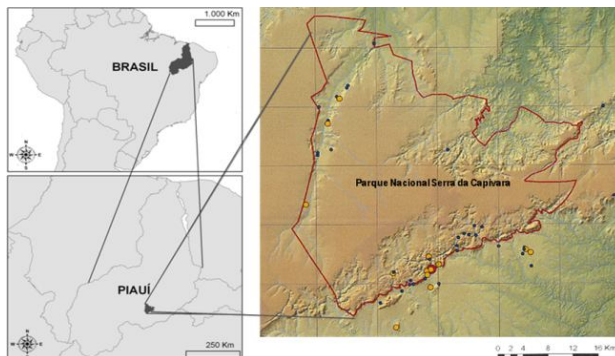 1.000 Km
BRASIL
PIAUÍ
250 Km
Parque Nacional Serra da Capivara
0 2 4 8 12 16 Km